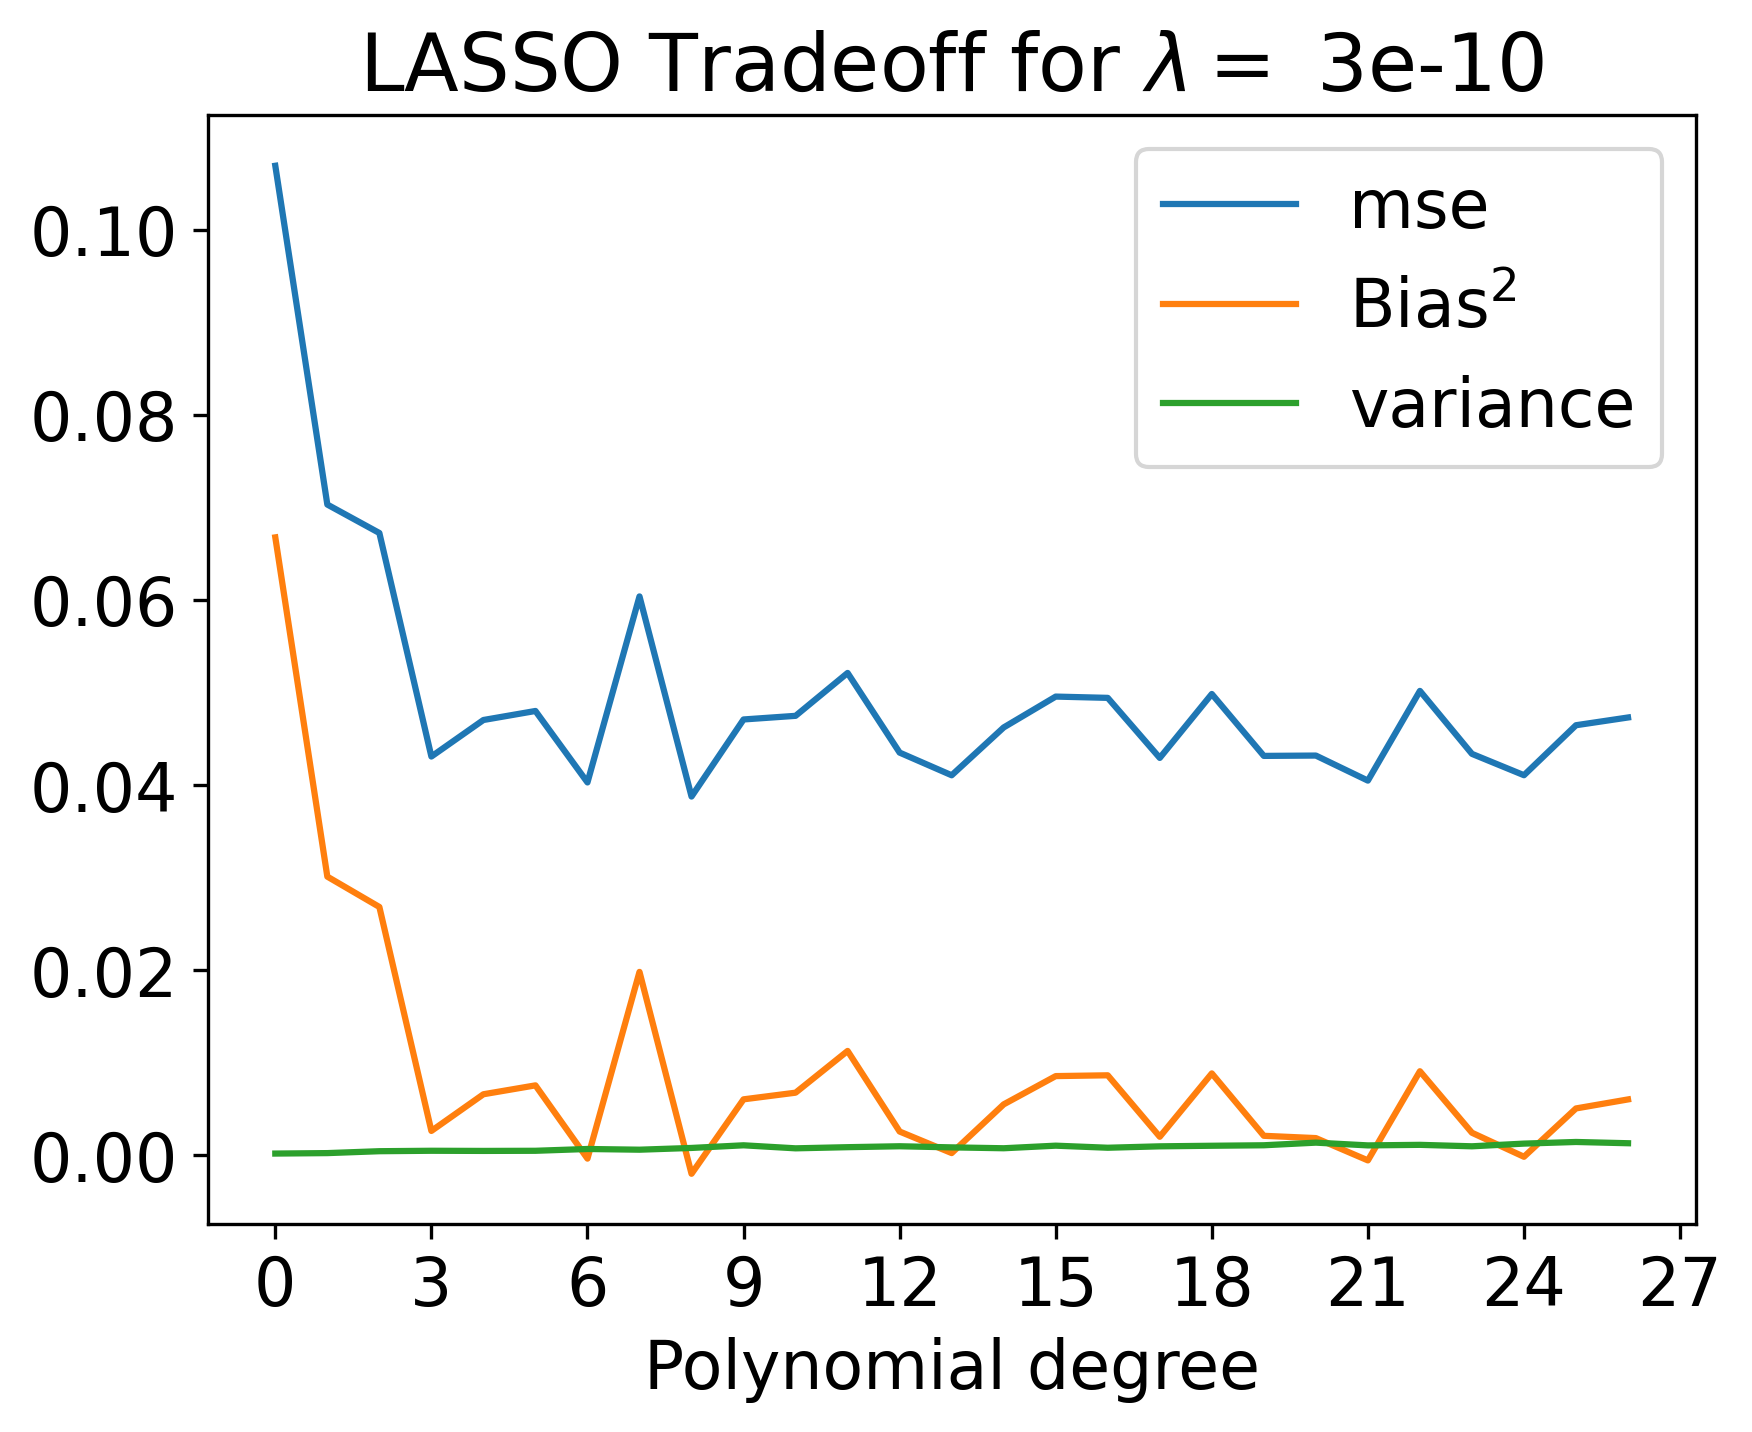 LASSO Tradeoff for λ = 3e-10
mse
Bias²
variance
0.10
0.08
0.06
0.04
0.02
0.00
0 3 6 9 12 15 18 21 24 27
Polynomial degree